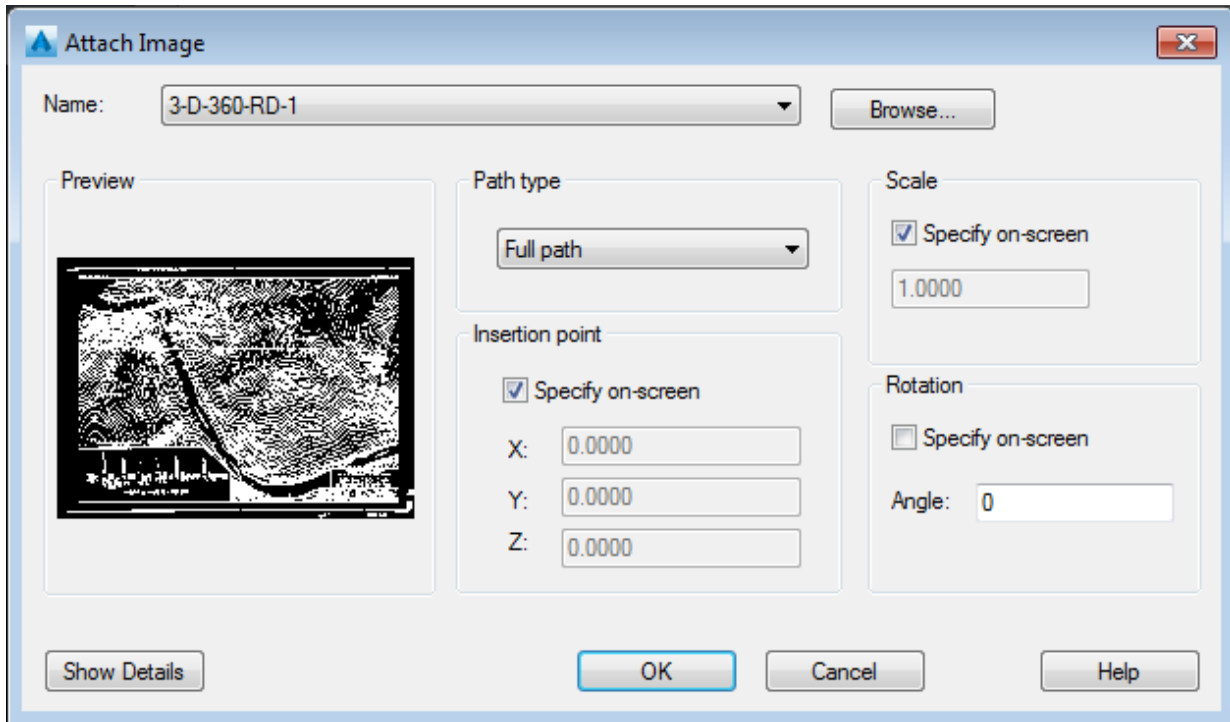 Attach Image
Name: 3-D-360-RD-1 Browse...
Preview
Path type
Full path
Insertion point
Specify on-screen
X: 0.0000
Y: 0.0000
Z: 0.0000
Scale
Specify on-screen
1.0000
Rotation
Specify on-screen
Angle: 0
Show Details OK Cancel Help